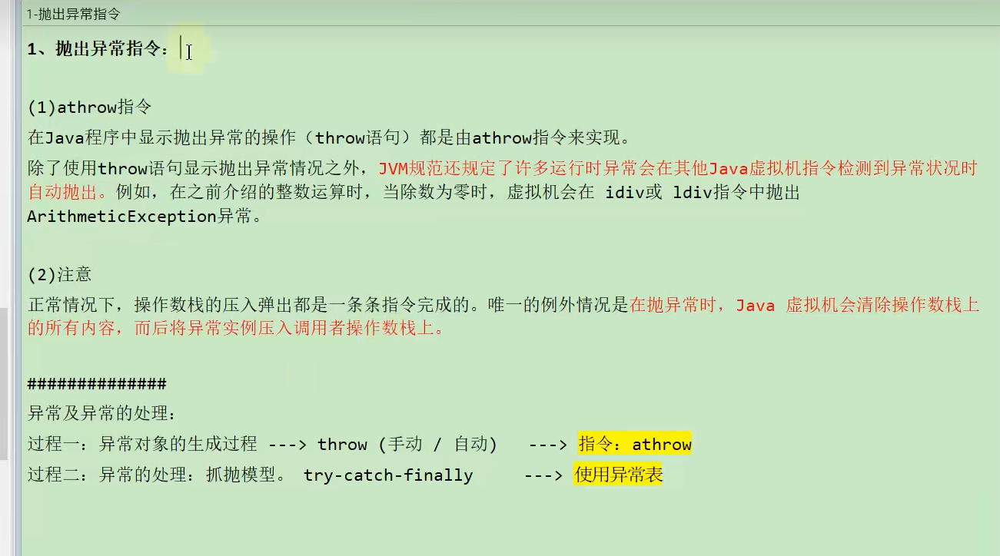 1-抛出异常指令
1、抛出异常指令：
(1)athrow指令
在Java程序中显示抛出异常的操作（throw语句）都是由athrow指令来实现。
除了使用throw语句显示抛出异常情况之外，JVM规范还规定了许多运行时异常会在其他Java虚拟机指令检测到异常状况时
自动抛出。例如，在之前介绍的整数运算时，当除数为零时，虚拟机会在 idiv或 ldiv指令中抛出
ArithmeticException异常。
(2)注意
正常情况下，操作数栈的压入弹出都是一条条指令完成的。唯一的例外情况是在抛异常时，Java 虚拟机会清除操作数栈上
的所有内容，而后将异常实例压入调用者操作数栈上。
##############
异常及异常的处理：
过程一：异常对象的生成过程 ---> throw (手动 / 自动) ---> 指令：athrow
过程二：异常的处理：抓抛模型。 try-catch-finally ---> 使用异常表